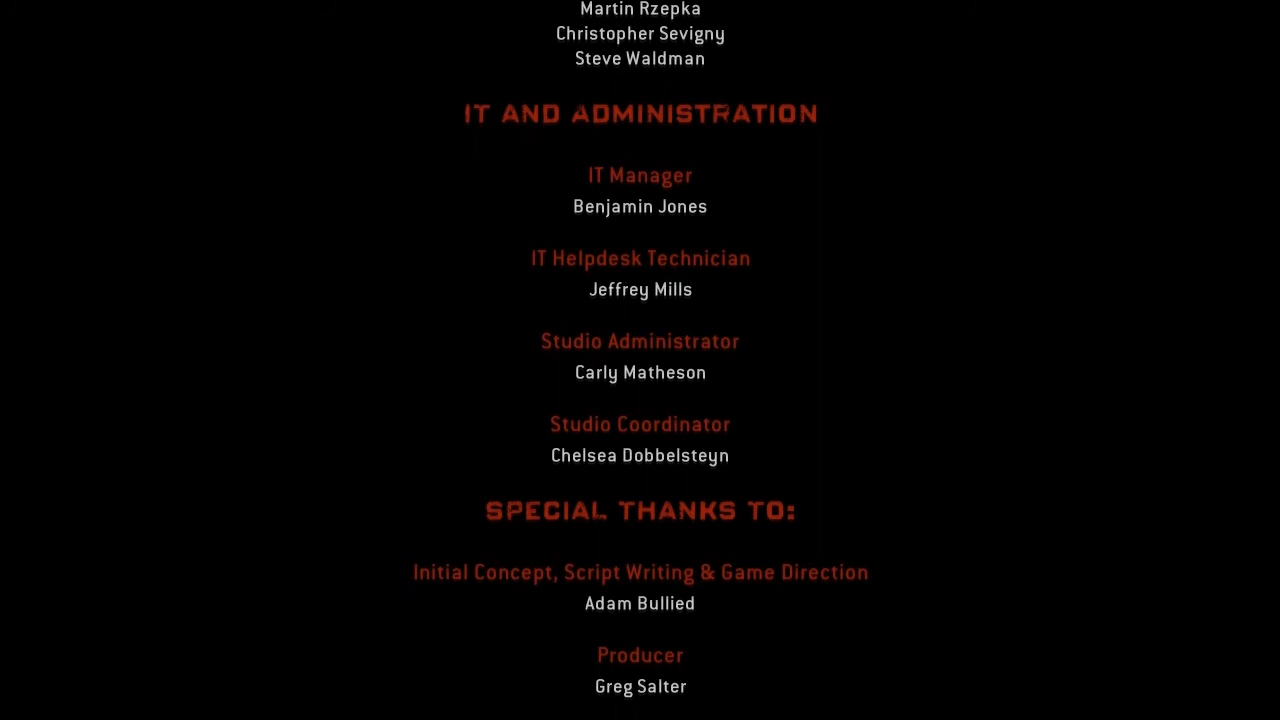 Martin Rzepka
Christopher Sevigny
Steve Waldman
IT AND ADMINISTRATION
IT Manager
Benjamin Jones
IT Helpdesk Technician
Jeffrey Mills
Studio Administrator
Carly Matheson
Studio Coordinator
Chelsea Dobbelsteyn
SPECIAL THANKS TO:
Initial Concept, Script Writing & Game Direction
Adam Bullied
Producer
Greg Salter